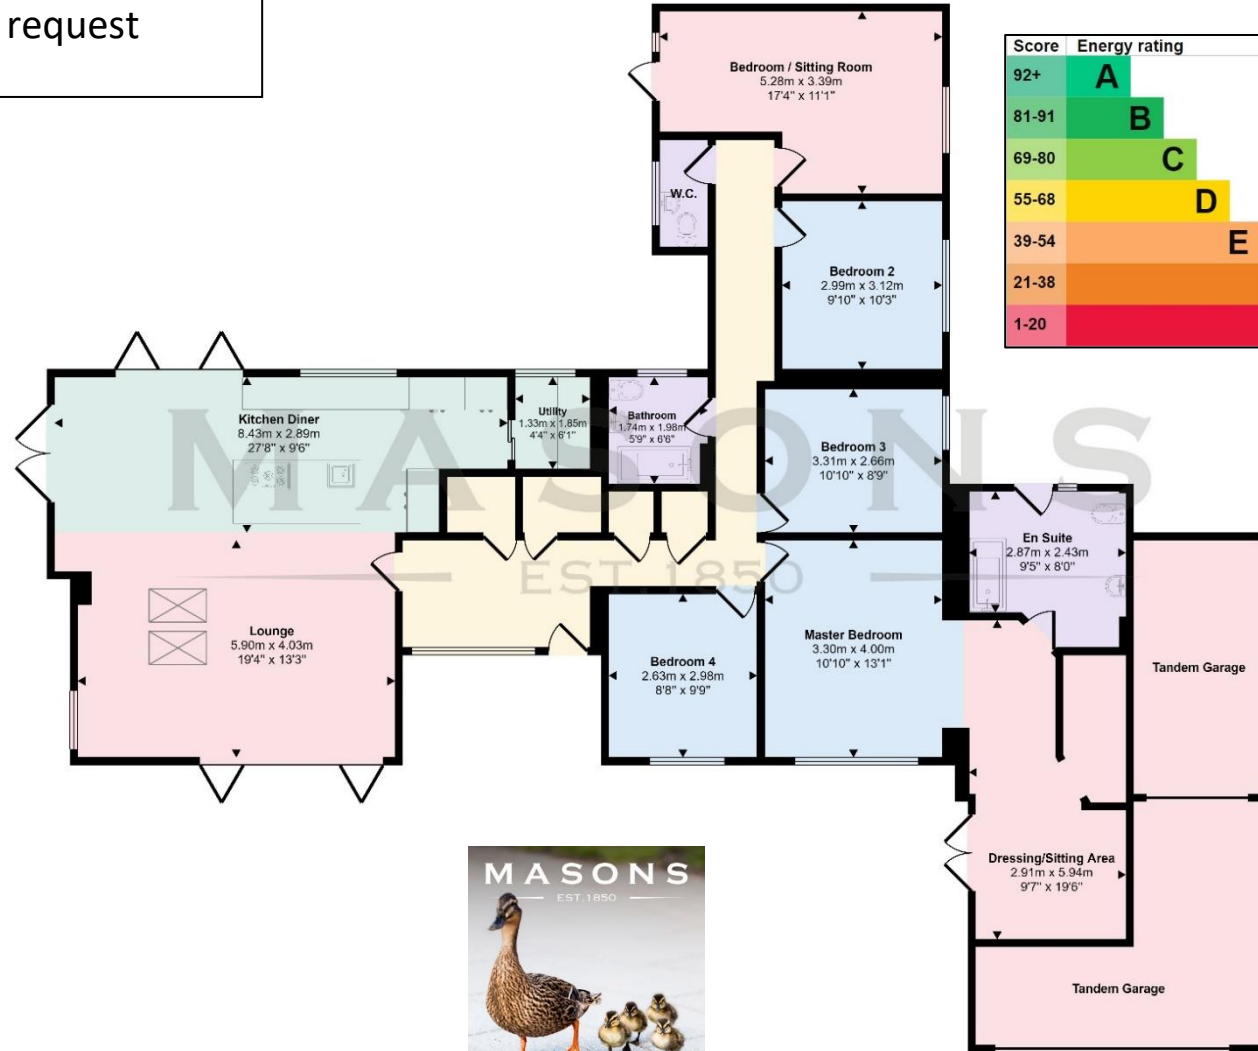 request
Bedroom / Sitting Room
5.28m x 3.39m
17'4" x 11'1"
W.C.
Bedroom 2
2.99m x 3.12m
9'10" x 10'3"
Score Energy rating
92+ A
81-91 B
69-80 C
55-68 D
39-54 E
21-38
1-20
Kitchen Diner
8.43m x 2.89m
27'8" x 9'6"
Utility
1.33m x 1.85m
4'4" x 6'1"
Bathroom
1.74m x 1.98m
5'9" x 6'6"
Bedroom 3
3.31m x 2.66m
10'10" x 8'9"
MASONS
EST.1850
En Suite
2.87m x 2.43m
9'5" x 8'0"
Lounge
5.90m x 4.03m
19'4" x 13'3"
Bedroom 4
2.63m x 2.98m
8'8" x 9'9"
Master Bedroom
3.30m x 4.00m
10'10" x 13'1"
Tandem Garage
Dressing/Sitting Area
2.91m x 5.94m
9'7" x 19'6"
Tandem Garage
MASONS
EST.1850